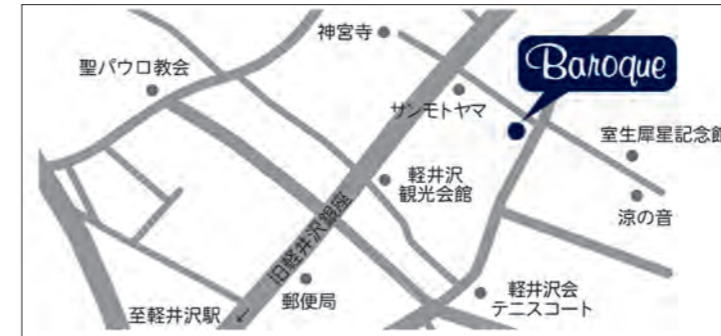 神宮寺
Baroque
聖パウロ教会
サンモトヤマ
室生犀星記念館
軽井沢
観光会館
涼の音
旧軽井沢銀座
郵便局
軽井沢会
テニスコート
至軽井沢駅